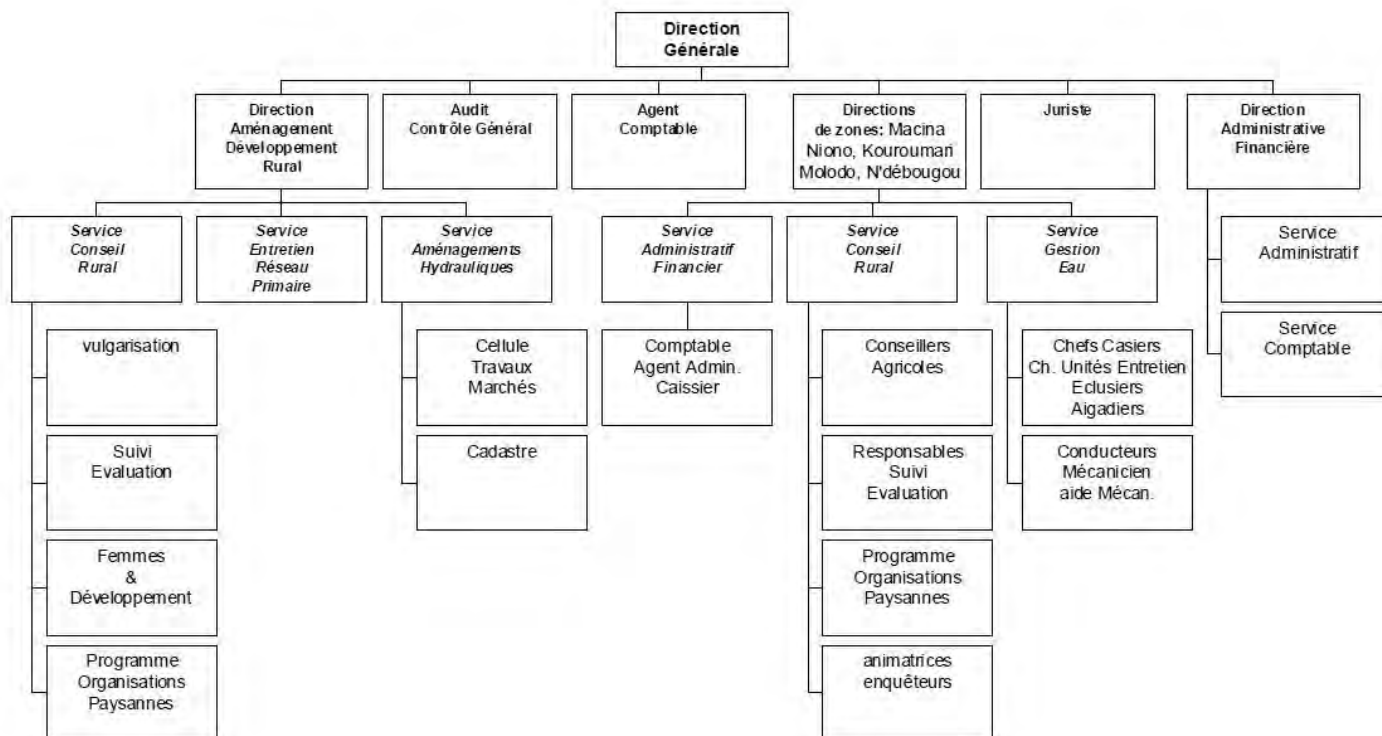 Direction
Générale
Direction
Aménagement
Développement
Rural
Audit
Contrôle Général
Agent
Comptable
Directions
de zones: Macina
Niono, Kouroumari
Molodo, N'débougou
Juriste
Direction
Administrative
Financière
Service
Conseil
Rural
Service
Entretien
Réseau
Primaire
Service
Aménagements
Hydrauliques
Service
Administratif
Financier
Service
Conseil
Rural
Service
Gestion
Eau
Service
Administratif
Service
Comptable
vulgarisation
Suivi
Evaluation
Femmes
&
Développement
Programme
Organisations
Paysannes
Cellule
Travaux
Marchés
Cadastre
Comptable
Agent Admin.
Caissier
Conseillers
Agricoles
Responsables
Suivi
Evaluation
Programme
Organisations
Paysannes
animatrices
enquêteurs
Chefs Casiers
Ch. Unités Entretien
Eclusiers
Aigadiers
Conducteurs
Mécanicien
aide Mécan.